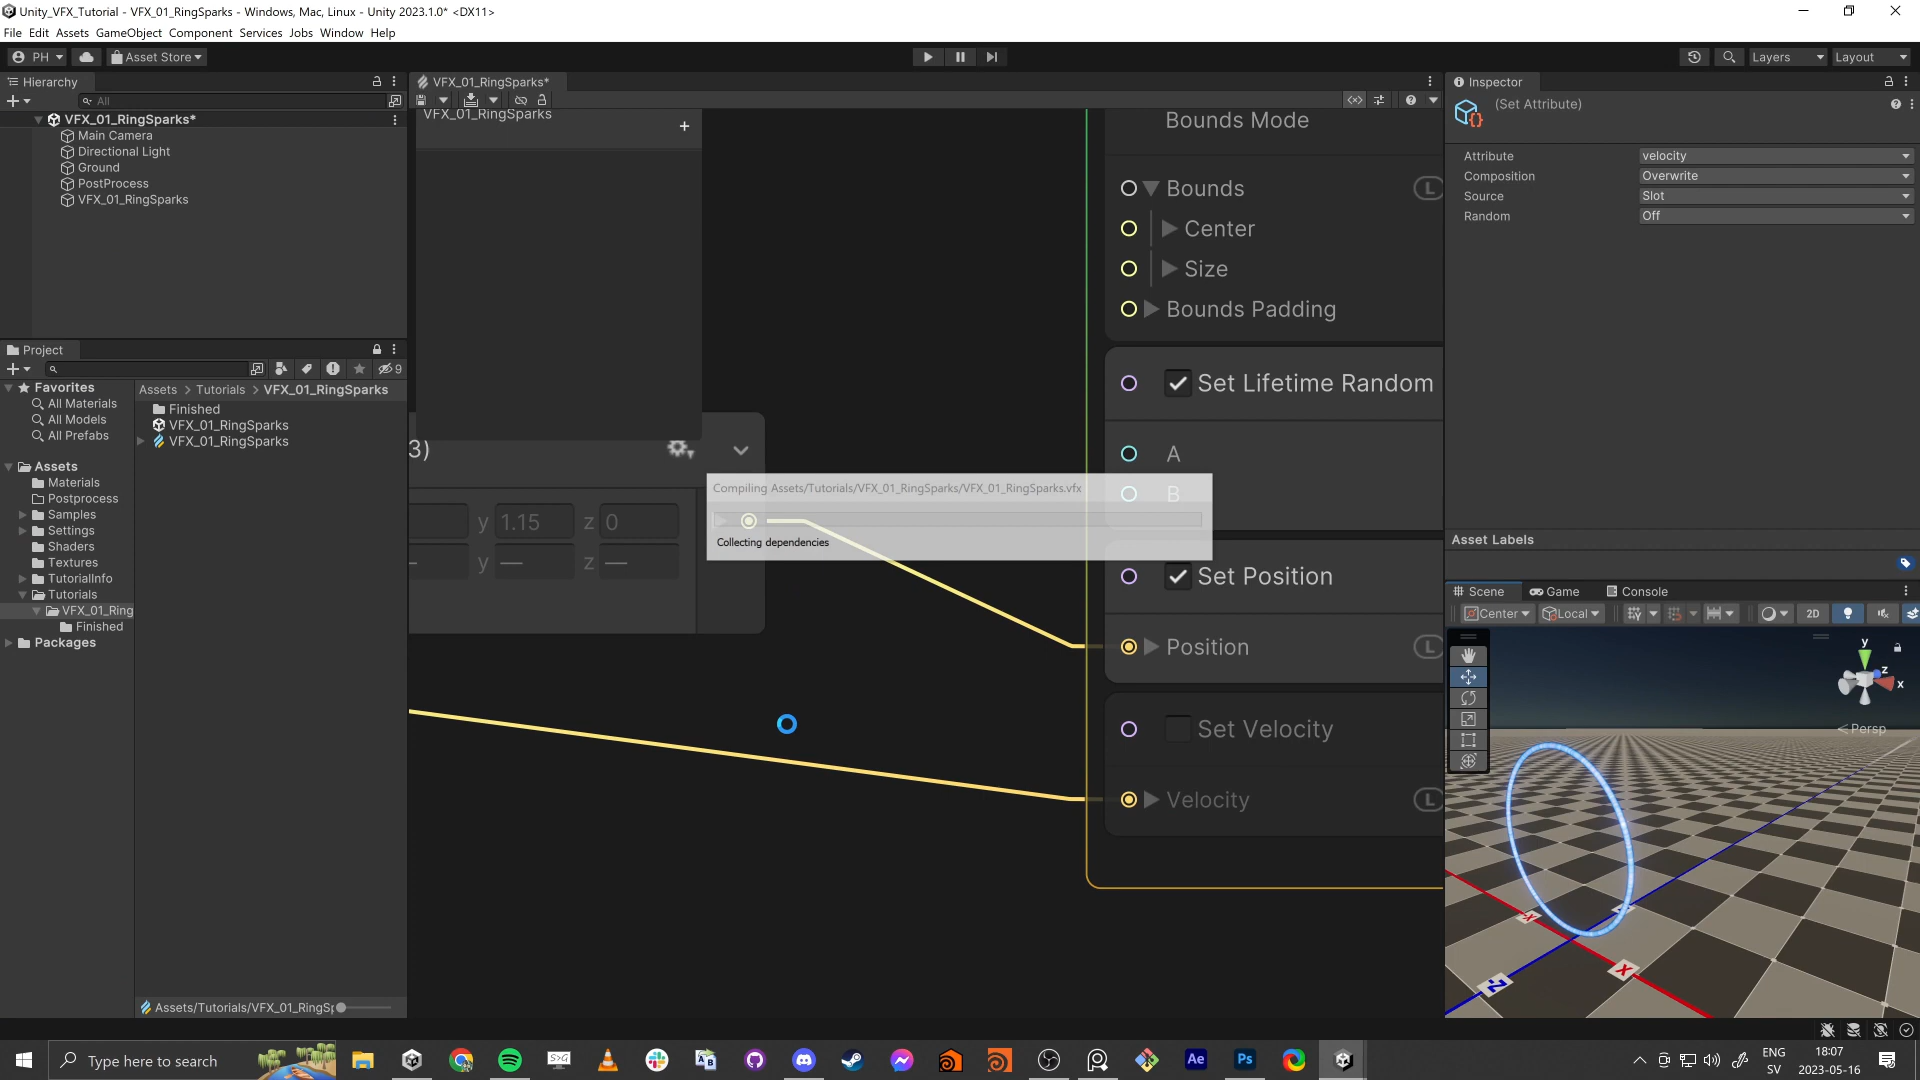 Unity_VFX_Tutorial - VFX_01_RingSparks - Windows, Mac, Linux - Unity 2023.1.0* <DX11>
File Edit Assets GameObject Component Services Jobs Window Help
PH Asset Store Layers Layout
Hierarchy
All
VFX_01_RingSparks*
Main Camera
Directional Light
Ground
PostProcess
VFX_01_RingSparks
Project
9
Favorites
All Materials
All Models
All Prefabs
Assets
Materials
Postprocess
Samples
Settings
Shaders
Textures
TutorialInfo
Tutorials
VFX_01_Ring
Finished
Packages
Assets > Tutorials > VFX_01_RingSparks
Finished
VFX_01_RingSparks
VFX_01_RingSparks
Assets/Tutorials/VFX_01_RingSp
VFX_01_RingSparks*
VFX_01_RingSparks
+
3)
y 1.15 z 0
y — z —
Compiling Assets/Tutorials/VFX_01_RingSparks/VFX_01_RingSparks.vfx
Collecting dependencies
Bounds Mode
Bounds L
Center
Size
Bounds Padding
Set Lifetime Random
A
B
Set Position
Position L
Set Velocity
Velocity L
Inspector
(Set Attribute)
Attribute velocity
Composition Overwrite
Source Slot
Random Off
Asset Labels
Scene Game Console
Center Local 2D
y
z
x
Persp
X
X
Z
Type here to search
Ae Ps
ENG
SV
18:07
2023-05-16